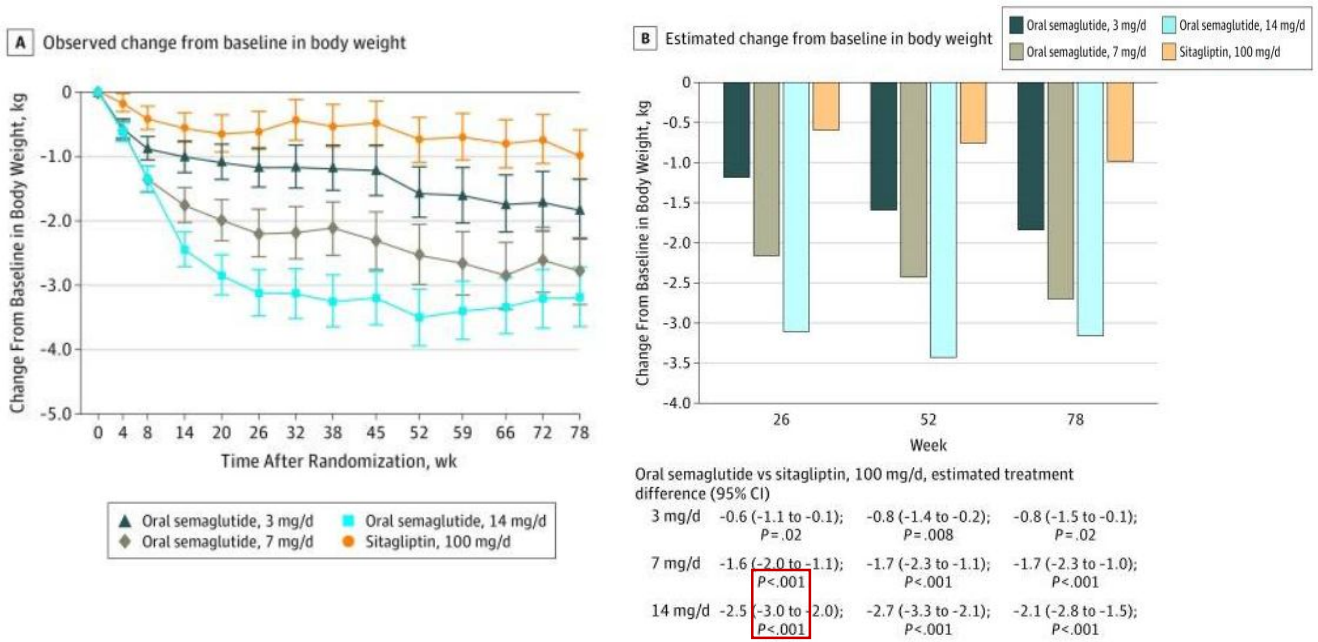 A Observed change from baseline in body weight
Change From Baseline in Body Weight, kg
0
-1.0
-2.0
-3.0
-4.0
-5.0
0 4 8 14 20 26 32 38 45 52 59 66 72 78
Time After Randomization, wk
Oral semaglutide, 3 mg/d Oral semaglutide, 14 mg/d
Oral semaglutide, 7 mg/d Sitagliptin, 100 mg/d
B Estimated change from baseline in body weight
Oral semaglutide, 3 mg/d Oral semaglutide, 14 mg/d
Oral semaglutide, 7 mg/d Sitagliptin, 100 mg/d
Change From Baseline in Body Weight, kg
0
-0.5
-1.0
-1.5
-2.0
-2.5
-3.0
-3.5
-4.0
26 52 78
Week
Oral semaglutide vs sitagliptin, 100 mg/d, estimated treatment
difference (95% CI)
3 mg/d -0.6 (-1.1 to -0.1); -0.8 (-1.4 to -0.2); -0.8 (-1.5 to -0.1);
P=.02 P=.008 P=.02
7 mg/d -1.6 (-2.0 to -1.1); -1.7 (-2.3 to -1.1); -1.7 (-2.3 to -1.0);
P<.001 P<.001 P<.001
14 mg/d -2.5 (-3.0 to -2.0); -2.7 (-3.3 to -2.1); -2.1 (-2.8 to -1.5);
P<.001 P<.001 P<.001